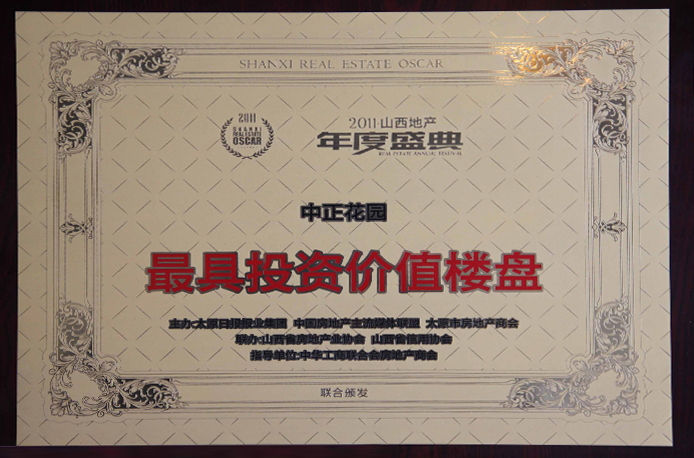 SHANXI REAL ESTATE OSCAR
2011
SHANXI
REAL ESTATE
OSCAR
2011·山西地产
年度盛典
REAL ESTATE ANNUAL FESTIVAL
中正花园
最具投资价值楼盘
主办:太原日报报业集团 中国房地产主流媒体联盟 太原市房地产商会
联办:山西省房地产业协会 山西省信用协会
指导单位:中华工商联合会房地产商会
联合颁发